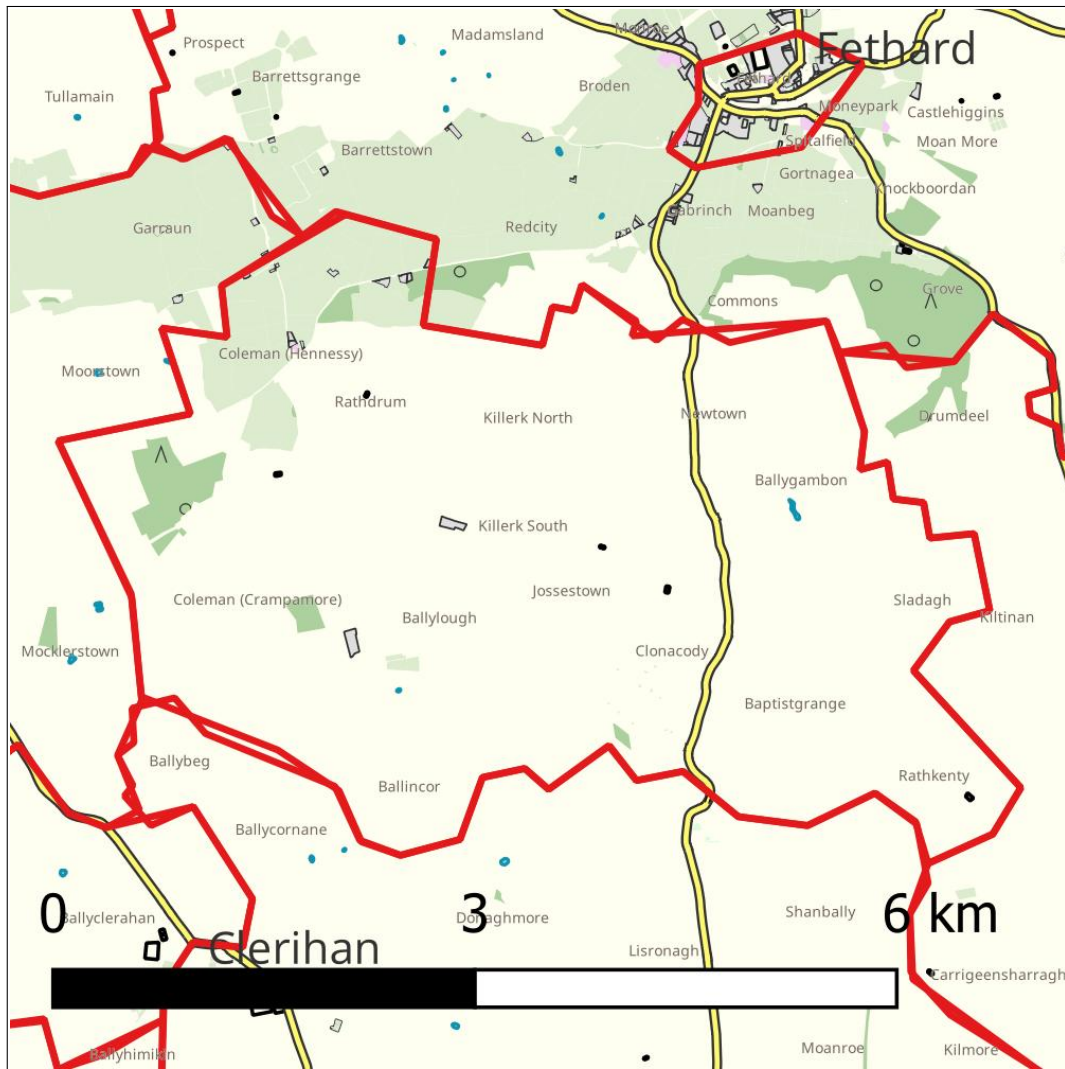 Monroe
Madamsland
Prospect
Fethard
Barrettsgrange
Broden
Tullamain
Moneypark
Castlehiggins
Spitalfield
Moan More
Barrettstown
Gortnagea
Knockboordan
Moanbeg
Redcity
Grove
Commons
Coleman (Hennessy)
Moorstown
Rathdrum
Killerk North
Newtown
Drumdeel
Ballygambon
Killerk South
Jossestown
Coleman (Crampamore)
Sladagh
Ballylough
Kiltinan
Mocklerstown
Clonacody
Baptistgrange
Ballybeg
Rathkenty
Ballincor
Ballycornane
0 3 6 km
Ballyclerahan
Donaghmore
Shanbally
Clerihan
Lisronagh
Carrigeensharragh
Moanroe
Kilmore
Ballyhimikin